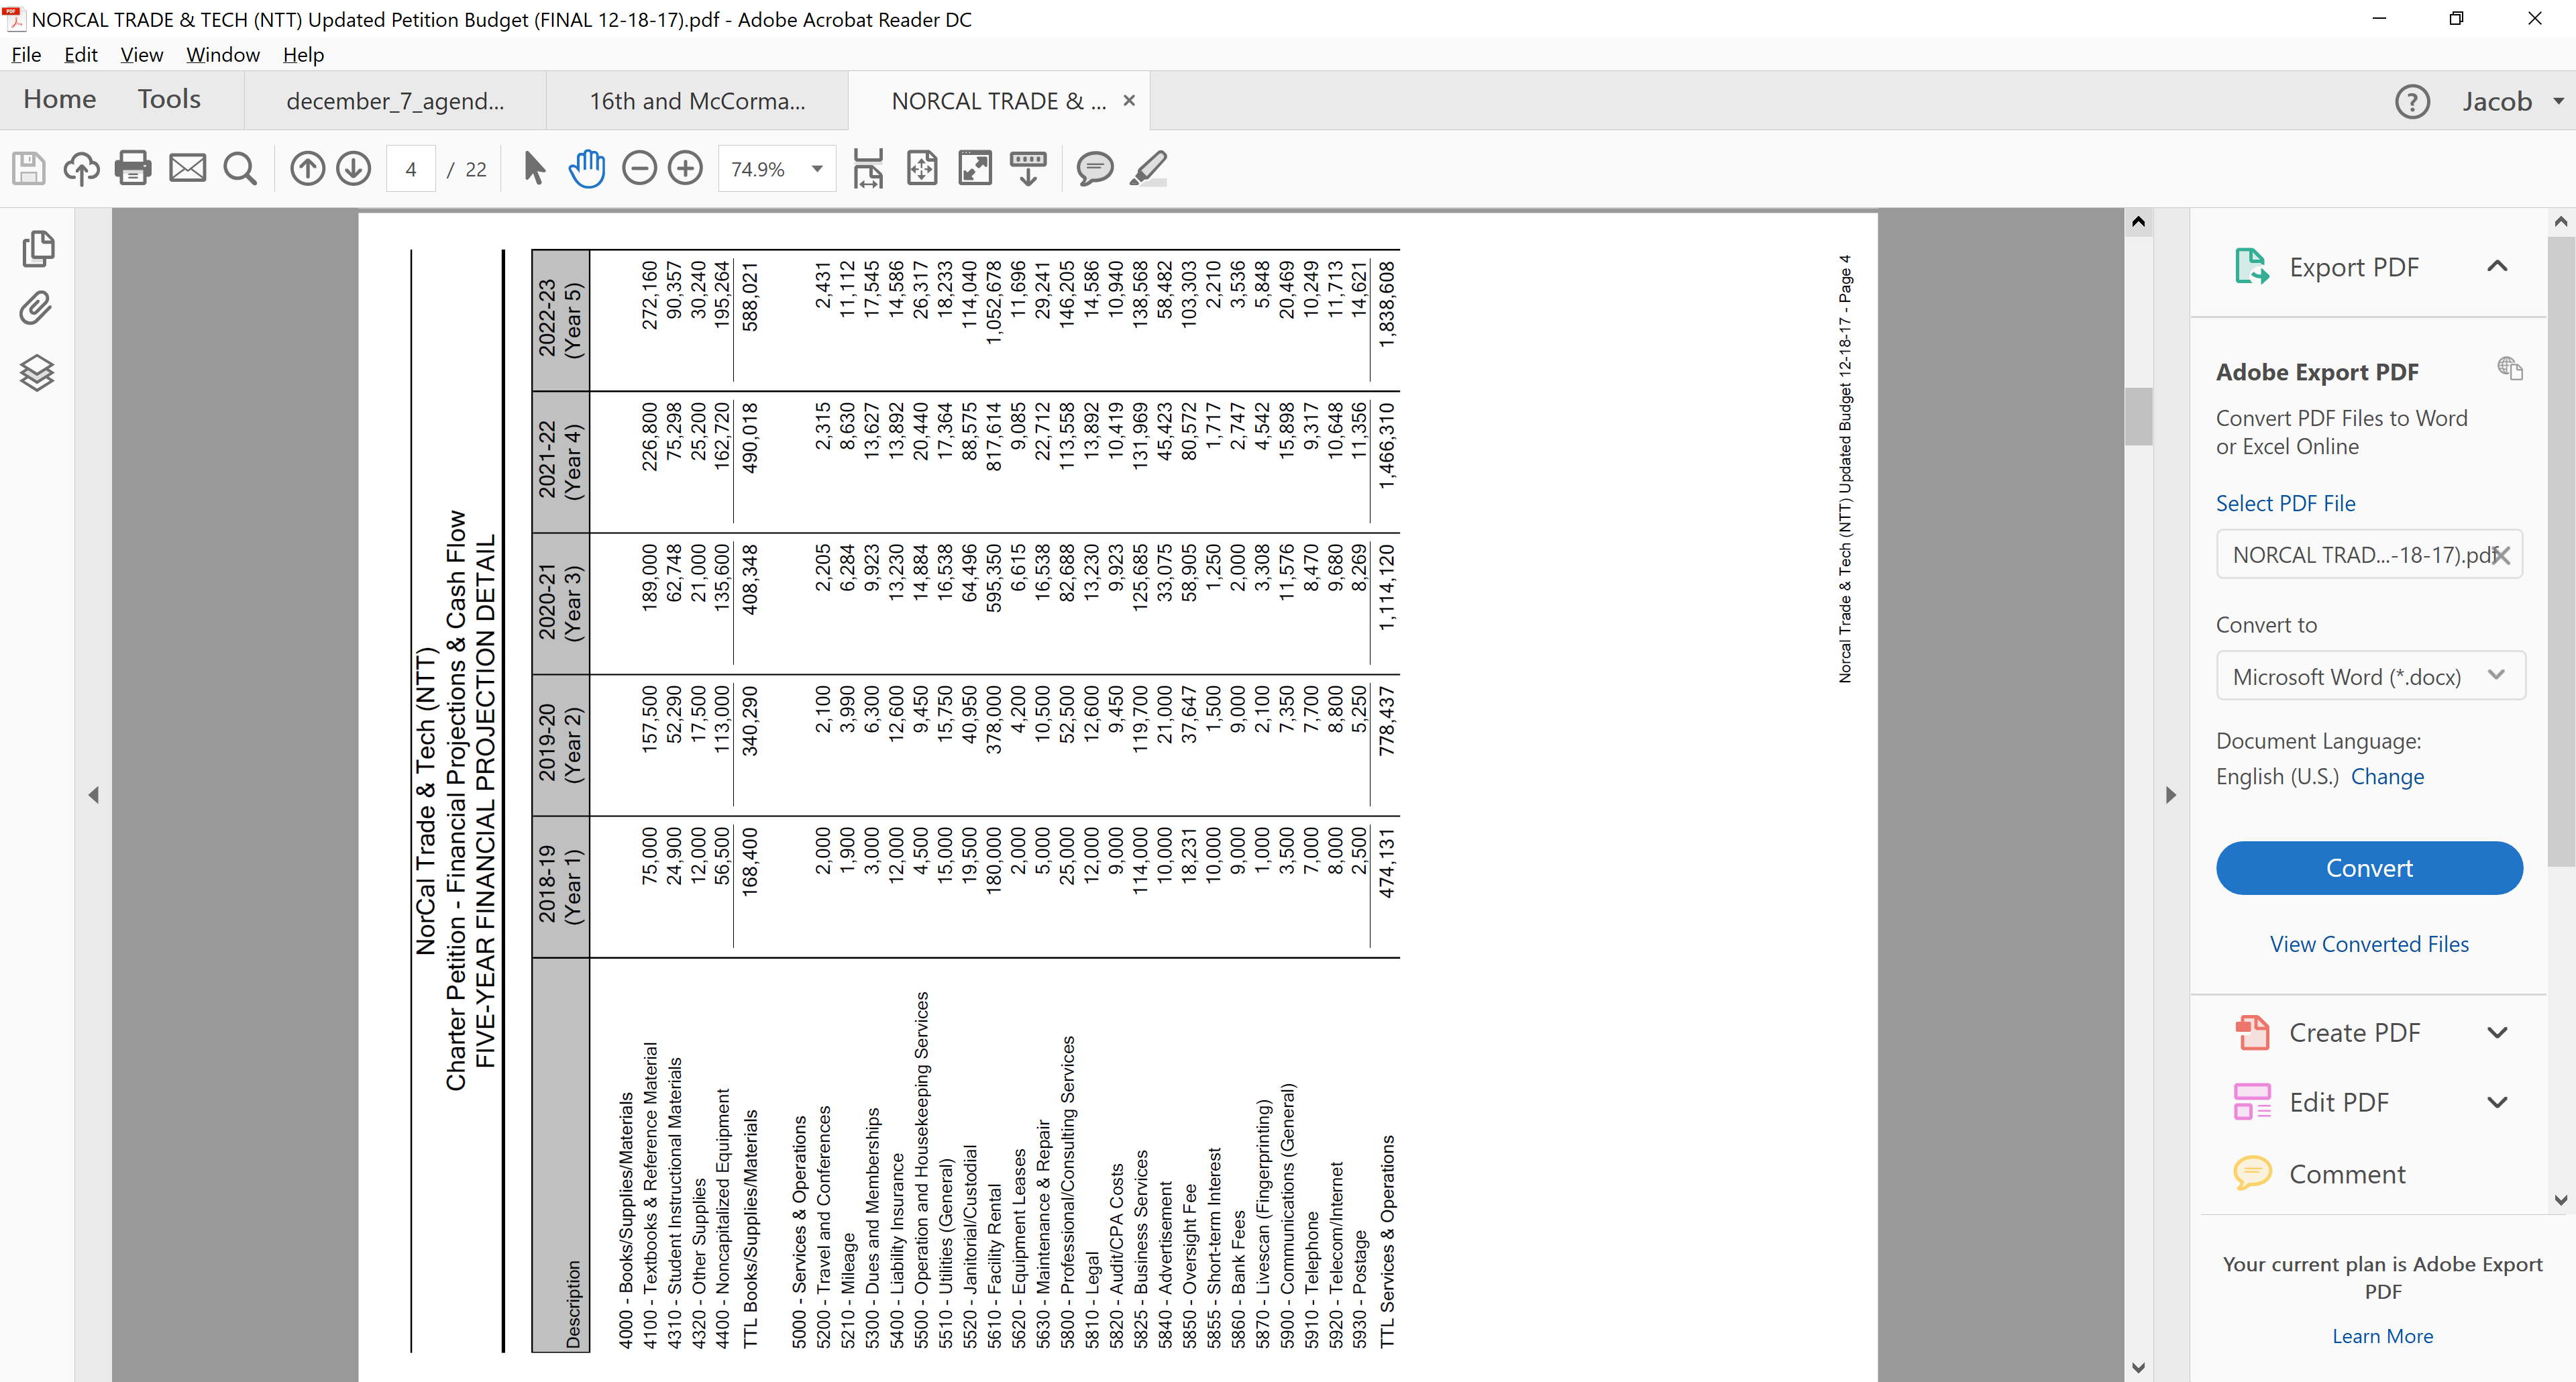 NORCAL TRADE & TECH (NTT) Updated Petition Budget (FINAL 12-18-17).pdf - Adobe Acrobat Reader DC
File Edit View Window Help
Home Tools december_7_agend... 16th and McCorma... NORCAL TRADE & ... Jacob
4 / 22 74.9%
NorCal Trade & Tech (NTT)
Charter Petition - Financial Projections & Cash Flow
FIVE-YEAR FINANCIAL PROJECTION DETAIL
Description 2018-19 (Year 1) 2019-20 (Year 2) 2020-21 (Year 3) 2021-22 (Year 4) 2022-23 (Year 5)
4000 - Books/Supplies/Materials
4100 - Textbooks & Reference Material 75,000 157,500 189,000 226,800 272,160
4310 - Student Instructional Materials 24,900 52,290 62,748 75,298 90,357
4320 - Other Supplies 12,000 17,500 21,000 25,200 30,240
4400 - Noncapitalized Equipment 56,500 113,000 135,600 162,720 195,264
TTL Books/Supplies/Materials 168,400 340,290 408,348 490,018 588,021
5000 - Services & Operations
5200 - Travel and Conferences 2,000 2,100 2,205 2,315 2,431
5210 - Mileage 1,900 3,990 6,284 8,630 11,112
5300 - Dues and Memberships 3,000 6,300 9,923 13,627 17,545
5400 - Liability Insurance 12,000 12,600 13,230 13,892 14,586
5500 - Operation and Housekeeping Services 4,500 9,450 14,884 20,440 26,317
5510 - Utilities (General) 15,000 15,750 16,538 17,364 18,233
5520 - Janitorial/Custodial 19,500 40,950 64,496 88,575 114,040
5610 - Facility Rental 180,000 378,000 595,350 817,614 1,052,678
5620 - Equipment Leases 2,000 4,200 6,615 9,085 11,696
5630 - Maintenance & Repair 5,000 10,500 16,538 22,712 29,241
5800 - Professional/Consulting Services 25,000 52,500 82,688 113,558 146,205
5810 - Legal 12,000 12,600 13,230 13,892 14,586
5820 - Audit/CPA Costs 9,000 9,450 9,923 10,419 10,940
5825 - Business Services 114,000 119,700 125,685 131,969 138,568
5840 - Advertisement 10,000 21,000 33,075 45,423 58,482
5850 - Oversight Fee 18,231 37,647 58,905 80,572 103,303
5855 - Short-term Interest 10,000 1,500 1,250 1,717 2,210
5860 - Bank Fees 9,000 9,000 2,000 2,747 3,536
5870 - Livescan (Fingerprinting) 1,000 2,100 3,308 4,542 5,848
5900 - Communications (General) 3,500 7,350 11,576 15,898 20,469
5910 - Telephone 7,000 7,700 8,470 9,317 10,249
5920 - Telecom/Internet 8,000 8,800 9,680 10,648 11,713
5930 - Postage 2,500 5,250 8,269 11,356 14,621
TTL Services & Operations 474,131 778,437 1,114,120 1,466,310 1,838,608
Norcal Trade & Tech (NTT) Updated Budget 12-18-17 - Page 4
Export PDF
Adobe Export PDF
Convert PDF Files to Word
or Excel Online
Select PDF File
NORCAL TRAD...-18-17).pdf
Convert to
Microsoft Word (*.docx)
Document Language:
English (U.S.) Change
Convert
View Converted Files
Create PDF
Edit PDF
Comment
Your current plan is Adobe Export
PDF
Learn More